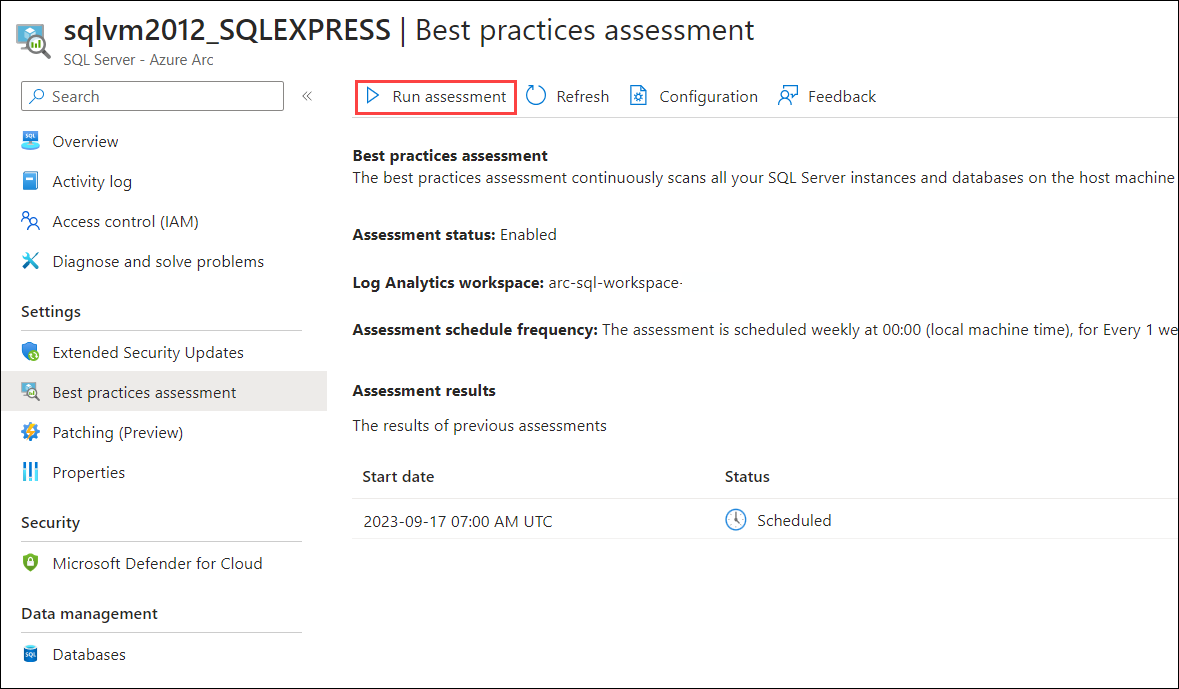 sqlvm2012_SQLEXPRESS | Best practices assessment
SQL Server - Azure Arc
Search
«
Run assessment
Refresh
Configuration
Feedback
Overview
Activity log
Access control (IAM)
Diagnose and solve problems
Settings
Extended Security Updates
Best practices assessment
Patching (Preview)
Properties
Security
Microsoft Defender for Cloud
Data management
SQL Databases
Best practices assessment
The best practices assessment continuously scans all your SQL Server instances and databases on the host machine
Assessment status: Enabled
Log Analytics workspace: arc-sql-workspace
Assessment schedule frequency: The assessment is scheduled weekly at 00:00 (local machine time), for Every 1 we
Assessment results
The results of previous assessments
Start date Status
2023-09-17 07:00 AM UTC Scheduled